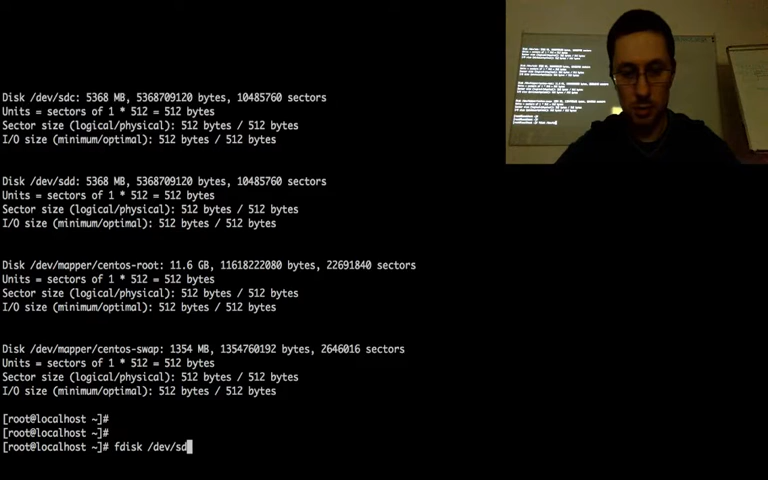 Disk /dev/sdc: 5368 MB, 5368709120 bytes, 10485760 sectors
Units = sectors of 1 * 512 = 512 bytes
Sector size (logical/physical): 512 bytes / 512 bytes
I/O size (minimum/optimal): 512 bytes / 512 bytes
Disk /dev/sdd: 5368 MB, 5368709120 bytes, 10485760 sectors
Units = sectors of 1 * 512 = 512 bytes
Sector size (logical/physical): 512 bytes / 512 bytes
I/O size (minimum/optimal): 512 bytes / 512 bytes
Disk /dev/mapper/centos-root: 11.6 GB, 11618222080 bytes, 22691840 sectors
Units = sectors of 1 * 512 = 512 bytes
Sector size (logical/physical): 512 bytes / 512 bytes
I/O size (minimum/optimal): 512 bytes / 512 bytes
Disk /dev/mapper/centos-swap: 1354 MB, 1354760192 bytes, 2646016 sectors
Units = sectors of 1 * 512 = 512 bytes
Sector size (logical/physical): 512 bytes / 512 bytes
I/O size (minimum/optimal): 512 bytes / 512 bytes
[root@localhost ~]#
[root@localhost ~]#
[root@localhost ~]# fdisk /dev/sd